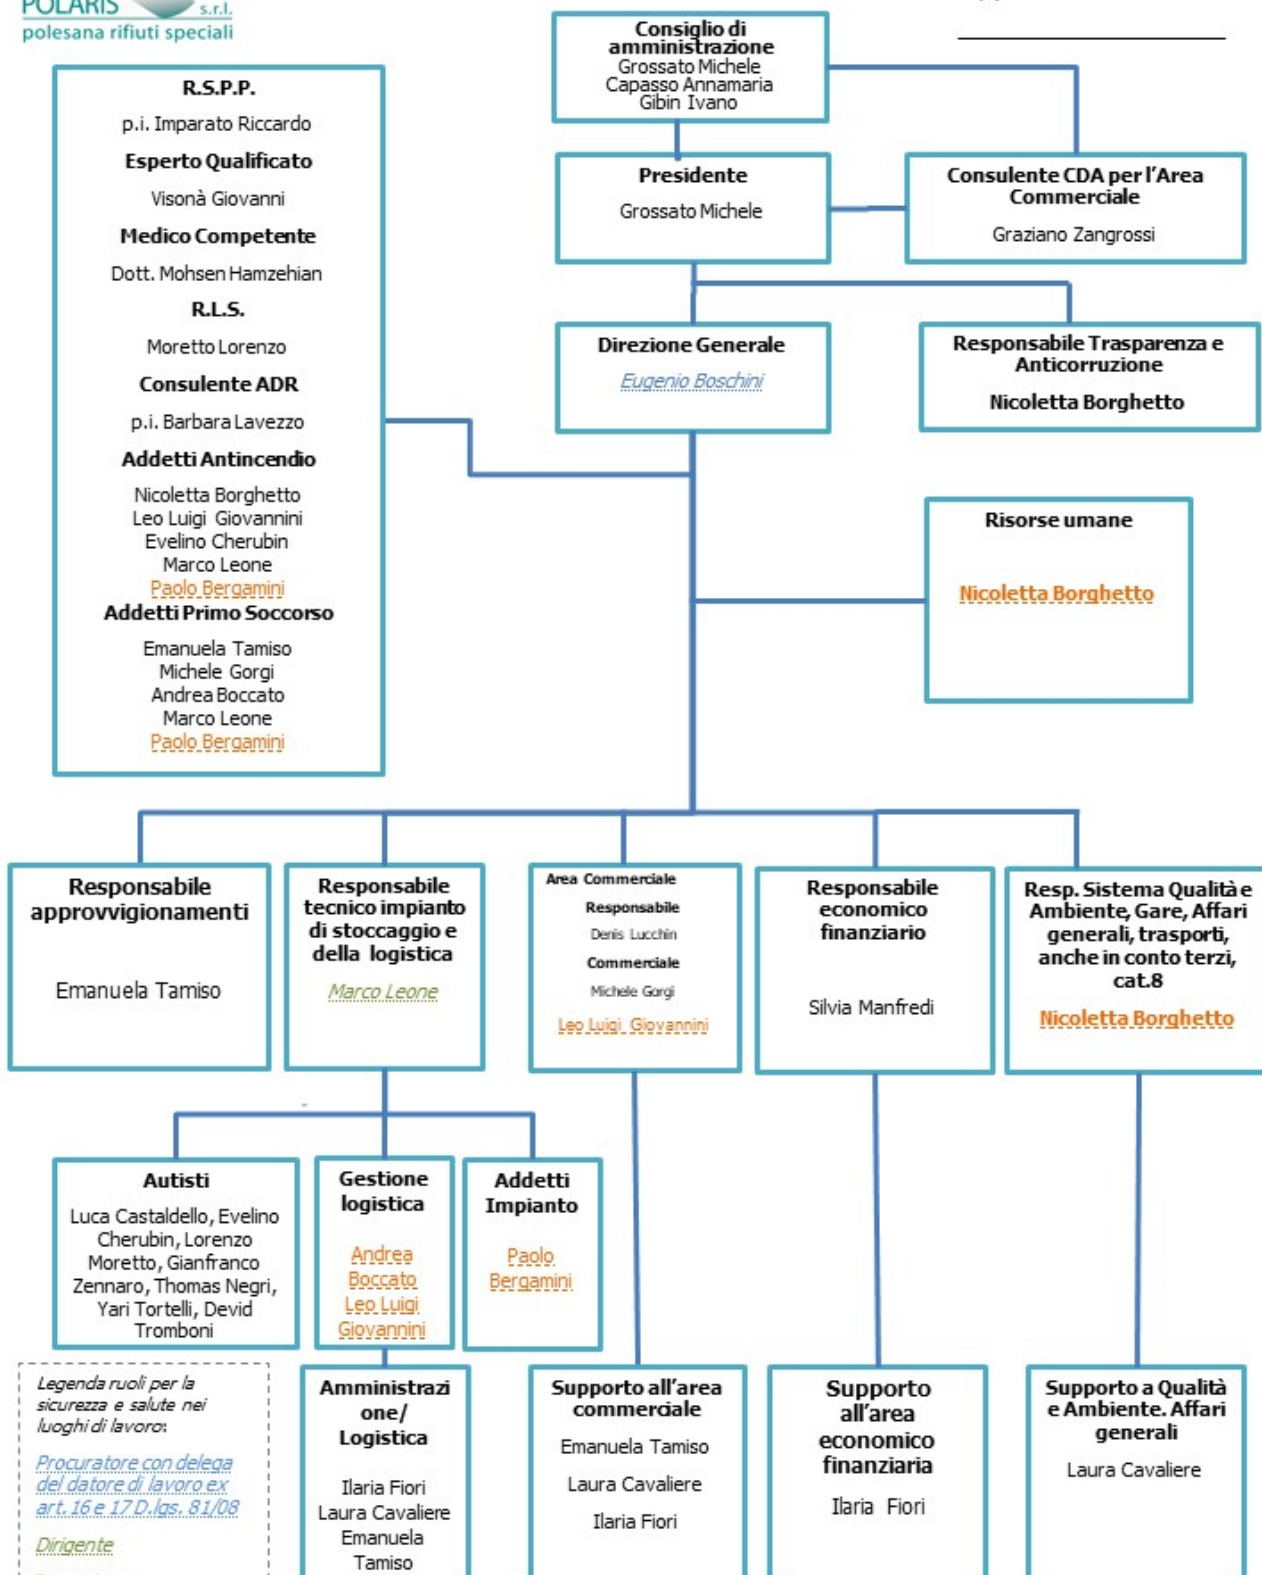 POLARIS s.r.l.
polesana rifiuti speciali
Consiglio di
amministrazione
Grossato Michele
Capasso Annamaria
Gibin Ivano
R.S.P.P.
p.i. Imparato Riccardo
Esperto Qualificato
Visonà Giovanni
Medico Competente
Dott. Mohsen Hamzehian
R.L.S.
Moretto Lorenzo
Consulente ADR
p.i. Barbara Lavezzo
Addetti Antincendio
Nicoletta Borghetto
Leo Luigi Giovannini
Evelino Cherubin
Marco Leone
Paolo Bergamini
Addetti Primo Soccorso
Emanuela Tamiso
Michele Gorgi
Andrea Boccato
Marco Leone
Paolo Bergamini
Presidente
Grossato Michele
Consulente CDA per l'Area
Commerciale
Graziano Zangrossi
Direzione Generale
Eugenio Boschini
Responsabile Trasparenza e
Anticorruzione
Nicoletta Borghetto
Risorse umane
Nicoletta Borghetto
Responsabile
approvvigionamenti
Emanuela Tamiso
Responsabile
tecnico impianto
di stoccaggio e
della logistica
Marco Leone
Area Commerciale
Responsabile
Denis Lucchin
Commerciale
Michele Gorgi
Leo Luigi Giovannini
Responsabile
economico
finanziario
Silvia Manfredi
Resp. Sistema Qualità e
Ambiente, Gare, Affari
generali, trasporti,
anche in conto terzi,
cat.8
Nicoletta Borghetto
Autisti
Luca Castaldello, Evelino
Cherubin, Lorenzo
Moretto, Gianfranco
Zennaro, Thomas Negri,
Yari Tortelli, Devid
Tromboni
Gestione
logistica
Andrea
Boccato
Leo Luigi
Giovannini
Addetti
Impianto
Paolo
Bergamini
Legenda ruoli per la
sicurezza e salute nei
luoghi di lavoro:
Procuratore con delega
del datore di lavoro ex
art. 16 e 17 D.lgs. 81/08
Dirigente
Amministrazi
one/
Logistica
Ilaria Fiori
Laura Cavaliere
Emanuela
Tamiso
Supporto all'area
commerciale
Emanuela Tamiso
Laura Cavaliere
Ilaria Fiori
Supporto
all'area
economico
finanziaria
Ilaria Fiori
Supporto a Qualità
e Ambiente. Affari
generali
Laura Cavaliere